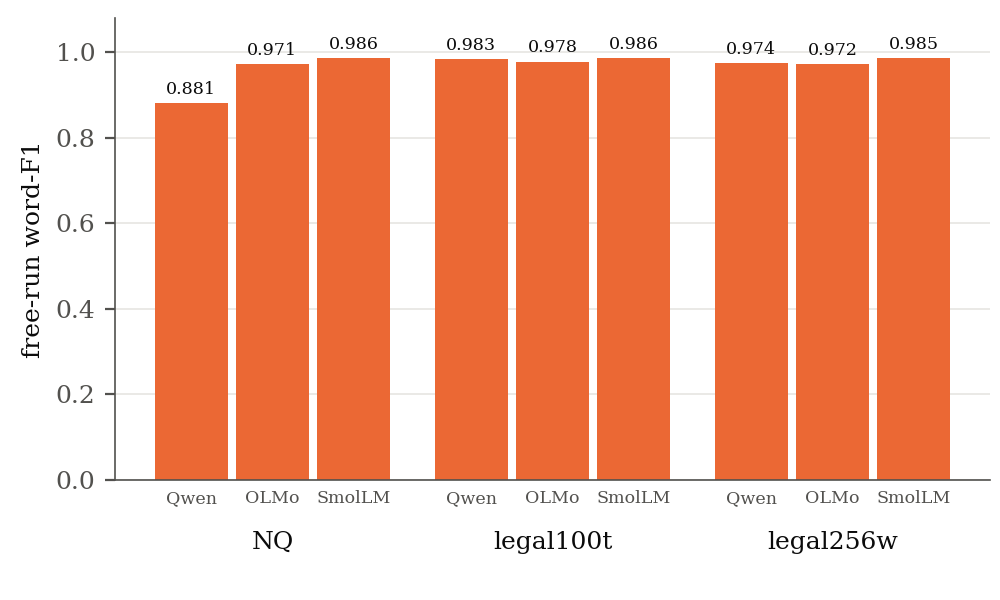 free-run word-F1
1.0
0.8
0.6
0.4
0.2
0.0
0.881 0.971 0.986 0.983 0.978 0.986 0.974 0.972 0.985
Qwen OLMo SmolLM Qwen OLMo SmolLM Qwen OLMo SmolLM
NQ legal100t legal256w